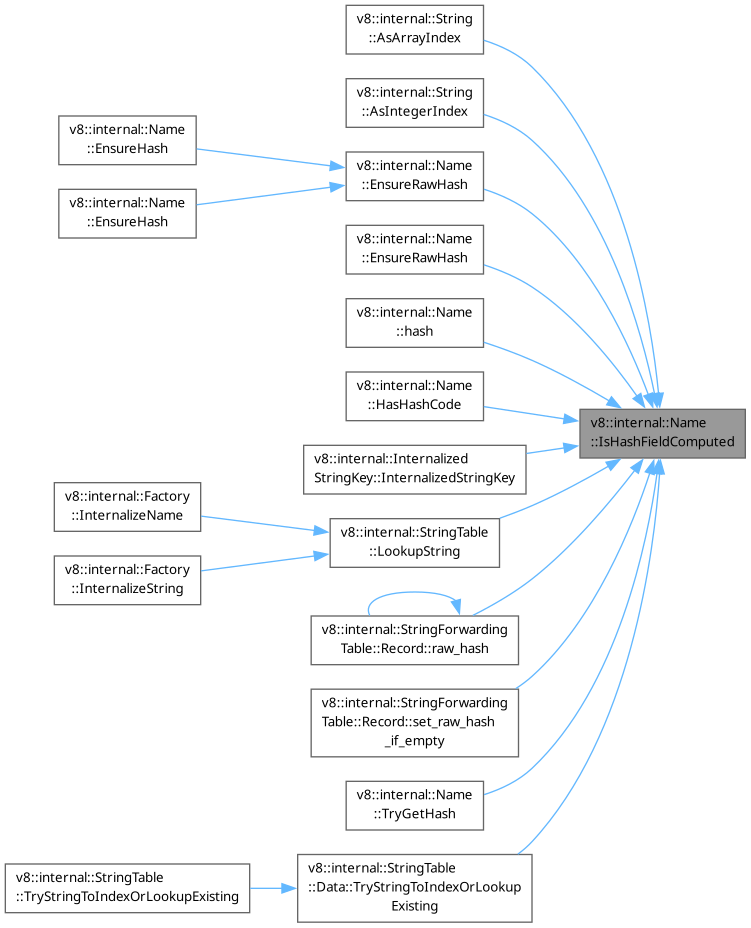 v8::internal::String
::AsArrayIndex
v8::internal::String
::AsIntegerIndex
v8::internal::Name
::EnsureHash
v8::internal::Name
::EnsureRawHash
v8::internal::Name
::EnsureHash
v8::internal::Name
::EnsureRawHash
v8::internal::Name
::hash
v8::internal::Name
::HasHashCode
v8::internal::Name
::IsHashFieldComputed
v8::internal::Internalized
StringKey::InternalizedStringKey
v8::internal::Factory
::InternalizeName
v8::internal::StringTable
::LookupString
v8::internal::Factory
::InternalizeString
v8::internal::StringForwarding
Table::Record::raw_hash
v8::internal::StringForwarding
Table::Record::set_raw_hash
_if_empty
v8::internal::Name
::TryGetHash
v8::internal::StringTable
::Data::TryStringToIndexOrLookup
Existing
v8::internal::StringTable
::TryStringToIndexOrLookupExisting